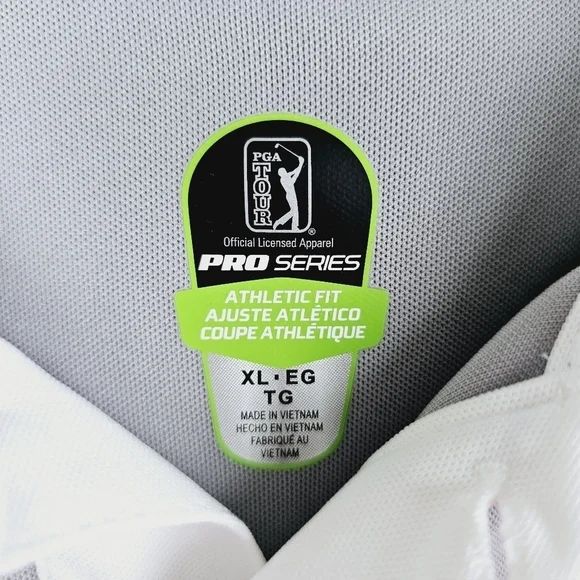 PGA
TOUR
®
Official Licensed Apparel
PRO SERIES
ATHLETIC FIT
AJUSTE ATLÉTICO
COUPE ATHLÉTIQUE
XL · EG
TG
MADE IN VIETNAM
HECHO EN VIETNAM
FABRIQUÉ AU
VIETNAM